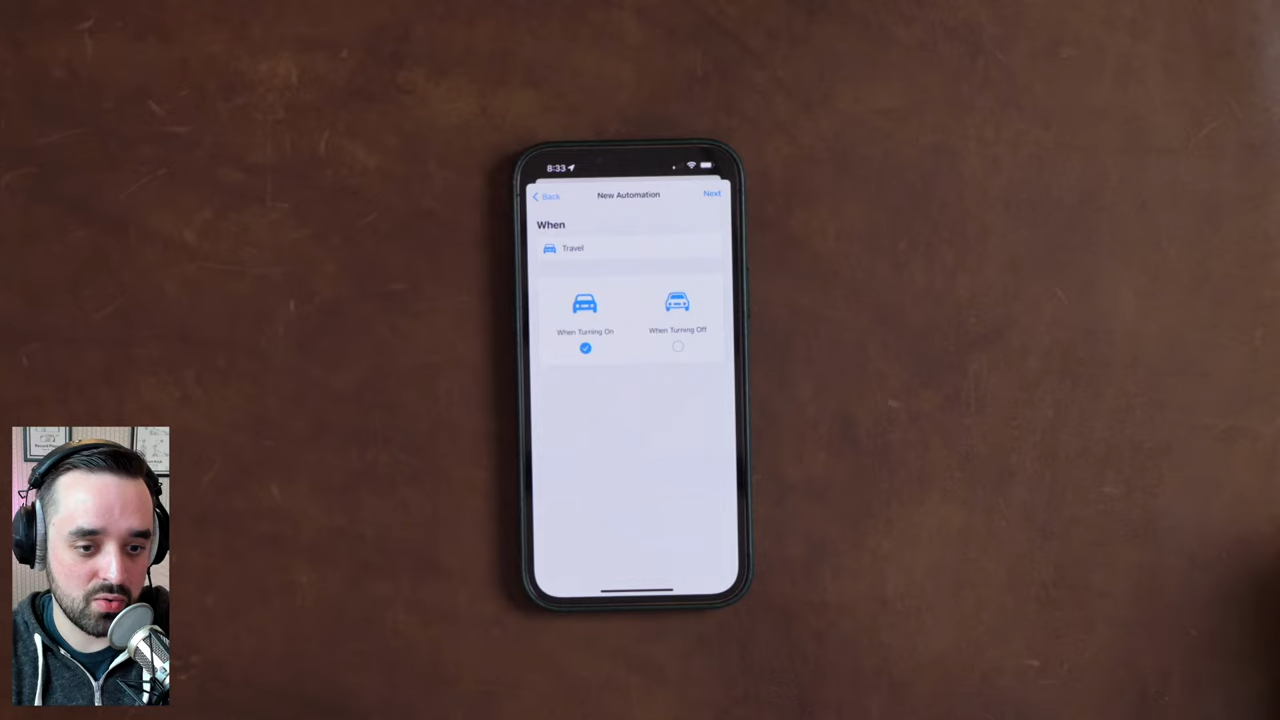 8:33
Back
New Automation
Next
When
Travel
When Turning On
When Turning Off